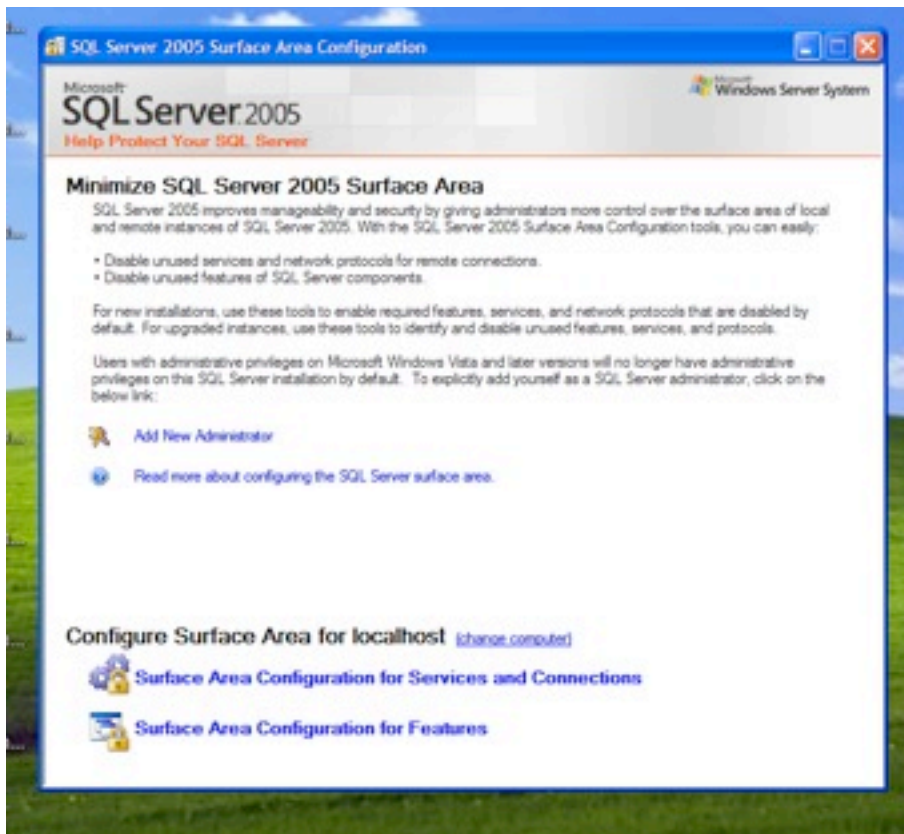 SQL Server 2005 Surface Area Configuration
Microsoft
Windows Server System
Microsoft
SQL Server 2005
Help Protect Your SQL Server
Minimize SQL Server 2005 Surface Area
SQL Server 2005 improves manageability and security by giving administrators more control over the surface area of local
and remote instances of SQL Server 2005. With the SQL Server 2005 Surface Area Configuration tools, you can easily:
• Disable unused services and network protocols for remote connections.
• Disable unused features of SQL Server components.
For new installations, use these tools to enable required features, services, and network protocols that are disabled by
default. For upgraded instances, use these tools to identify and disable unused features, services, and protocols.
Users with administrative privileges on Microsoft Windows Vista and later versions will no longer have administrative
privileges on this SQL Server installation by default. To explicitly add yourself as a SQL Server administrator, click on the
below link:
Add New Administrator
Read more about configuring the SQL Server surface area.
Configure Surface Area for localhost (change computer)
Surface Area Configuration for Services and Connections
Surface Area Configuration for Features